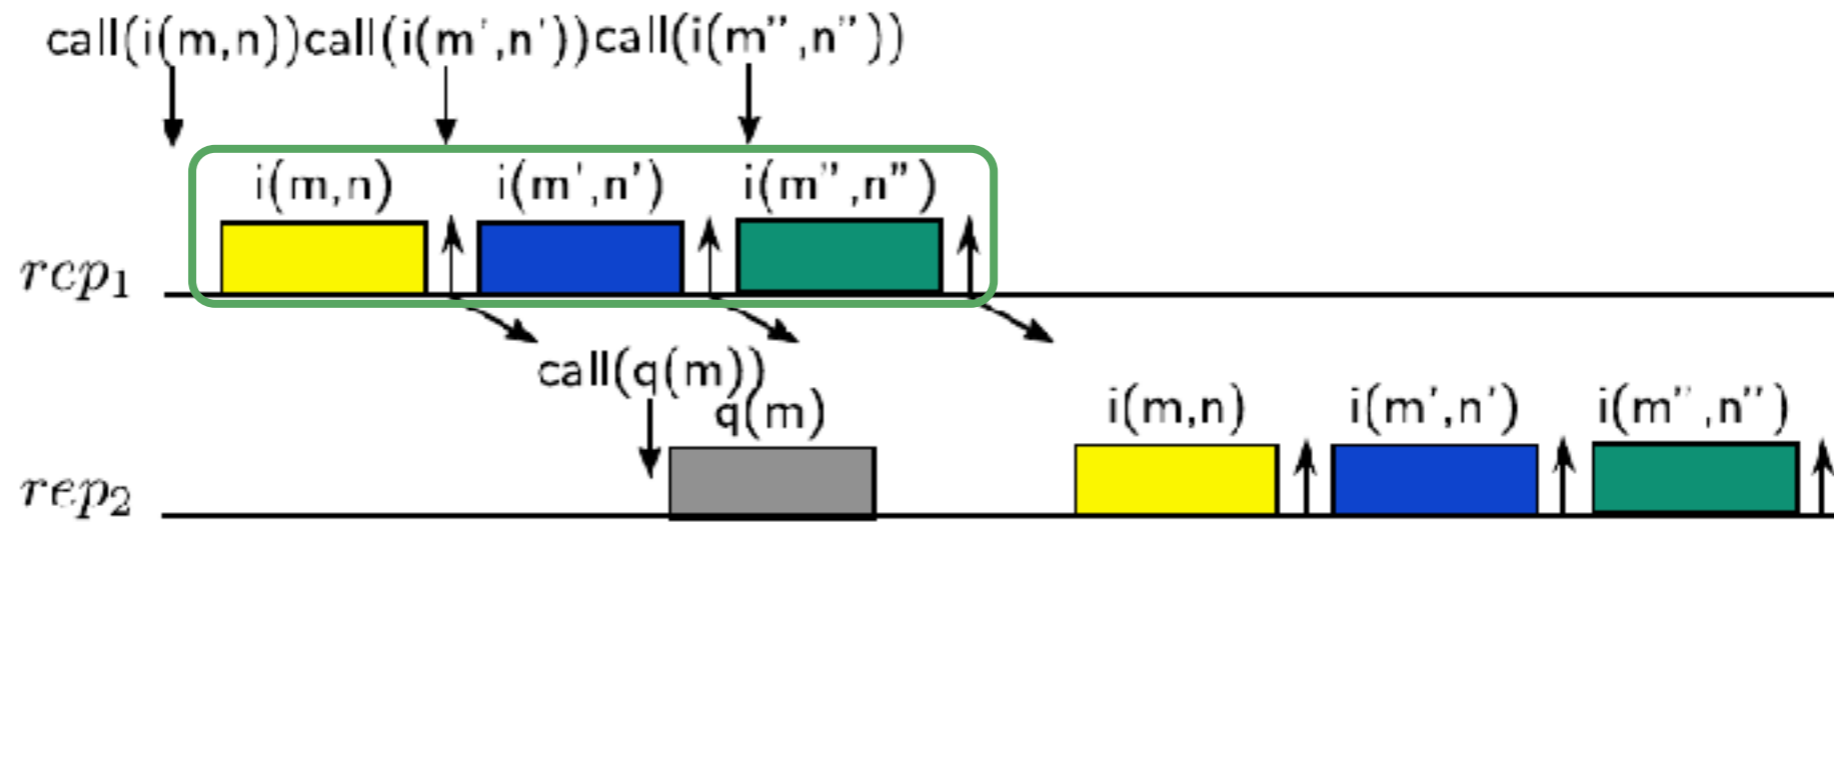 call(i(m,n))call(i(m',n'))call(i(m",n"))
i(m,n) i(m',n') i(m",n")
rep1
call(q(m))
q(m) i(m,n) i(m',n') i(m",n")
rep2